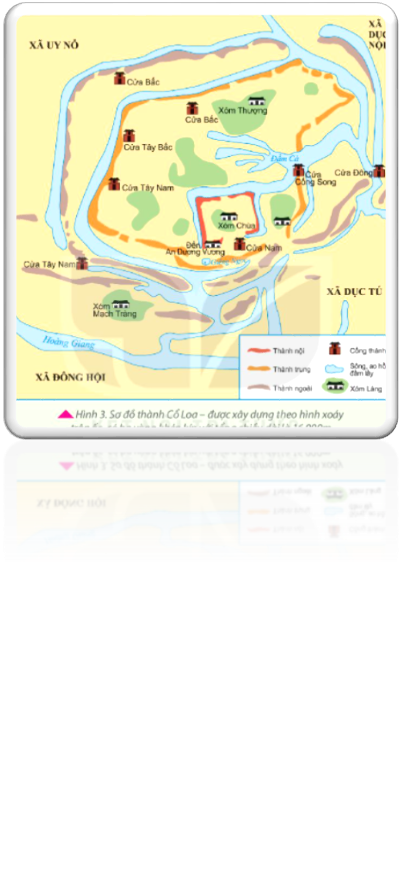 XÃ
DỤC
NỘI
XÃ UY NỖ
Cửa Bắc
Xóm Thượng
Cửa Bắc
Cửa Tây Bắc
Đầm Cả
Cửa
Cống Song
Cửa Đông
Cửa Tây Nam
Xóm Chùa
Đền
An Dương Vương
Cửa Nam
Cửa Tây Nam
XÃ DỤC TÚ
Xóm
Mạch Tràng
Hoàng Giang
XÃ ĐÔNG HỘI
Thành nội
Cổng thành
Thành trung
Sông, ao hồ
đầm lầy
Thành ngoài
Xóm Làng
Hình 3. Sơ đồ thành Cổ Loa – được xây dựng theo hình xoáy